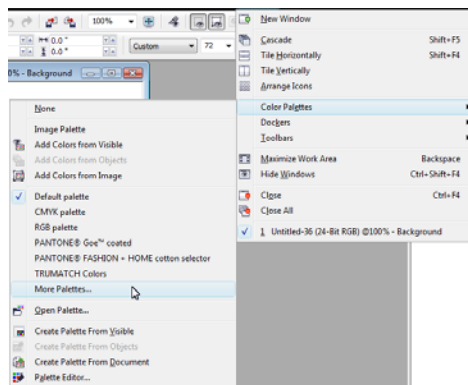 100%
New Window
Cascade Shift+F5
Tile Horizontally Shift+F4
Tile Vertically
Arrange Icons
Color Palettes
Dockers
Toolbars
Maximize Work Area Backspace
Hide Windows Ctrl+Shift+F4
Close Ctrl+F4
Close All
1 Untitled-36 (24-Bit RGB) @100% - Background
0.0 "
0.0 "
Custom 72
0% - Background
None
Image Palette
Add Colors from Visible
Add Colors from Objects
Add Colors from Image
Default palette
CMYK palette
RGB palette
PANTONE® Goe™ coated
PANTONE® FASHION + HOME cotton selector
TRUMATCH Colors
More Palettes...
Open Palette...
Create Palette From Visible
Create Palette From Objects
Create Palette From Document
Palette Editor...